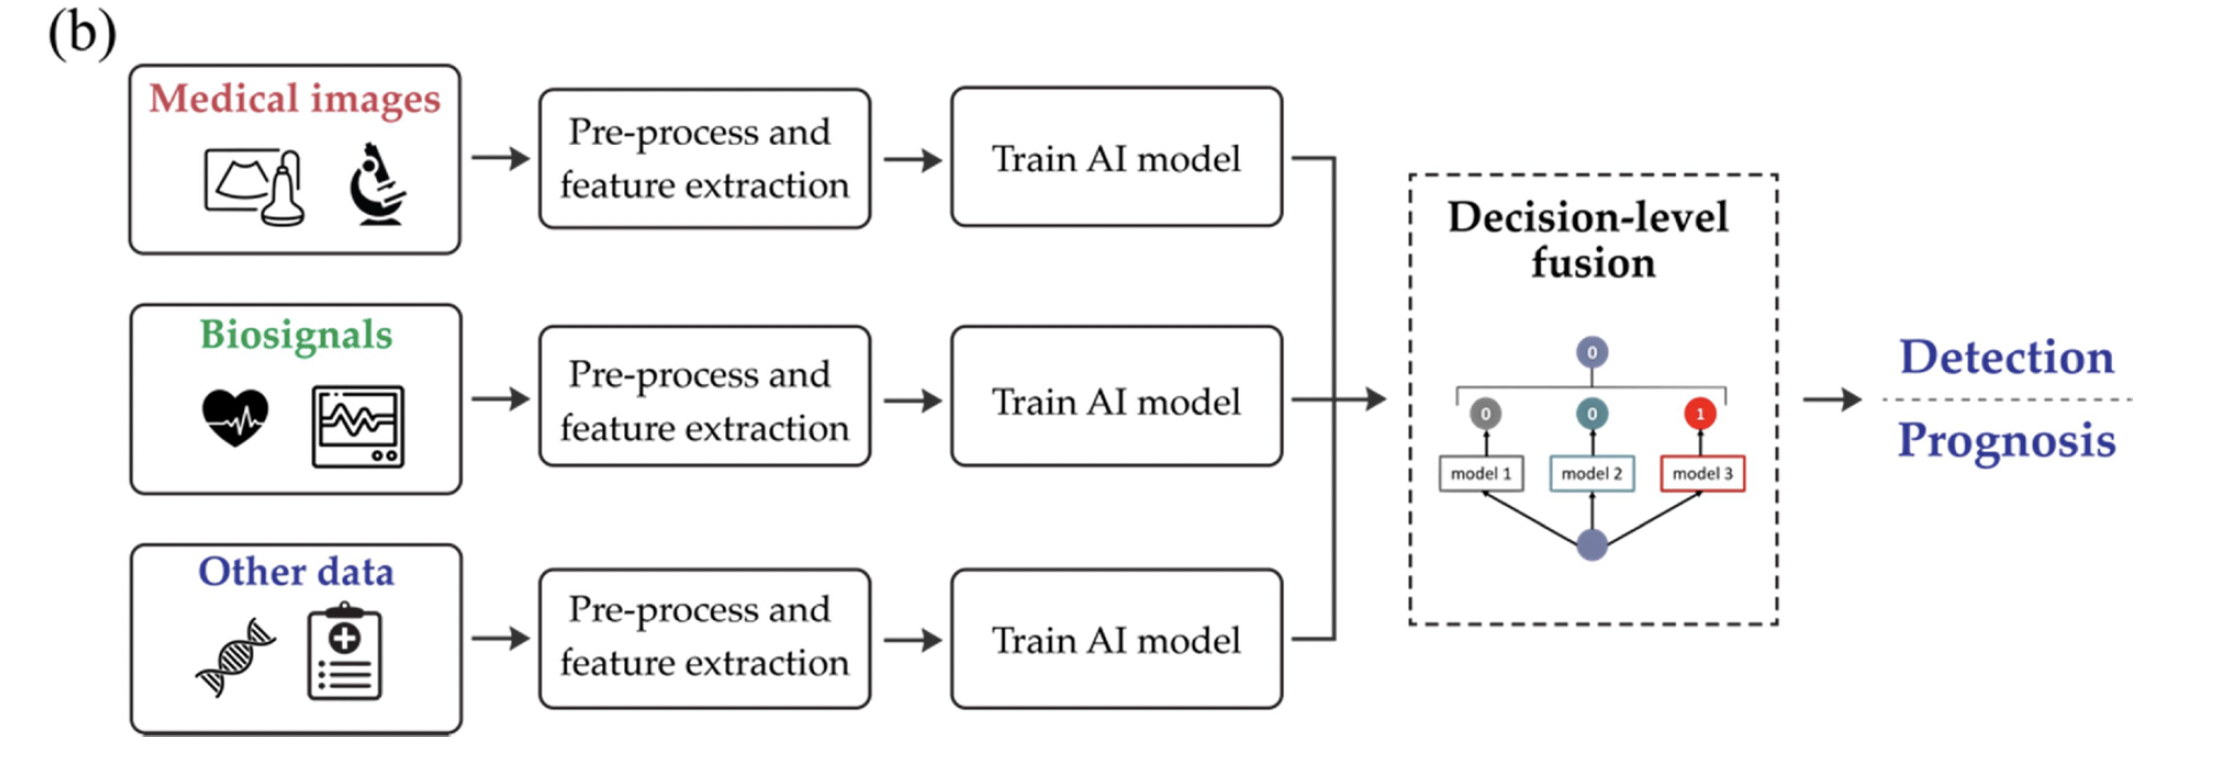 (b)
Medical images
Pre-process and
feature extraction
Train AI model
Biosignals
Pre-process and
feature extraction
Train AI model
Other data
Pre-process and
feature extraction
Train AI model
Decision-level
fusion
0
0
0
1
model 1
model 2
model 3
Detection
Prognosis